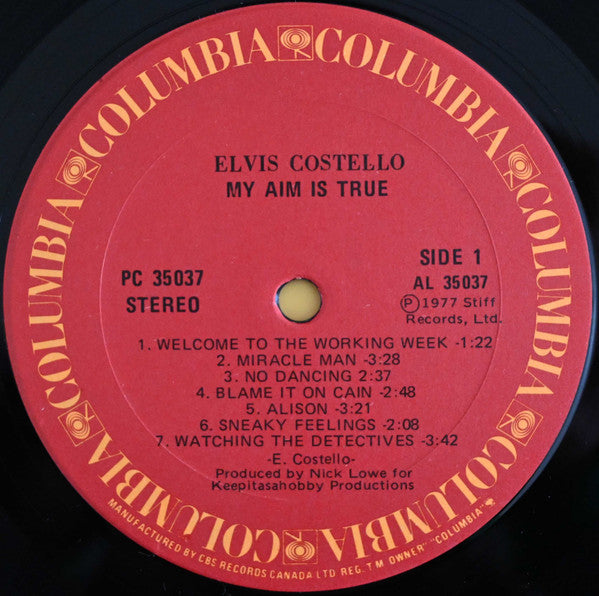 COLUMBIA COLUMBIA COLUMBIA COLUMBIA COLUMBIA COLUMBIA
ELVIS COSTELLO
MY AIM IS TRUE
PC 35037
STEREO
SIDE 1
AL 35037
Ⓟ1977 Stiff
Records, Ltd.
1. WELCOME TO THE WORKING WEEK -1:22
2. MIRACLE MAN -3:28
3. NO DANCING 2:37
4. BLAME IT ON CAIN -2:48
5. ALISON -3:21
6. SNEAKY FEELINGS -2:08
7. WATCHING THE DETECTIVES -3:42
-E. Costello-
Produced by Nick Lowe for
Keepitasahobby Productions
MANUFACTURED BY CBS RECORDS CANADA LTD REG. T M OWNER" "COLUMBIA"